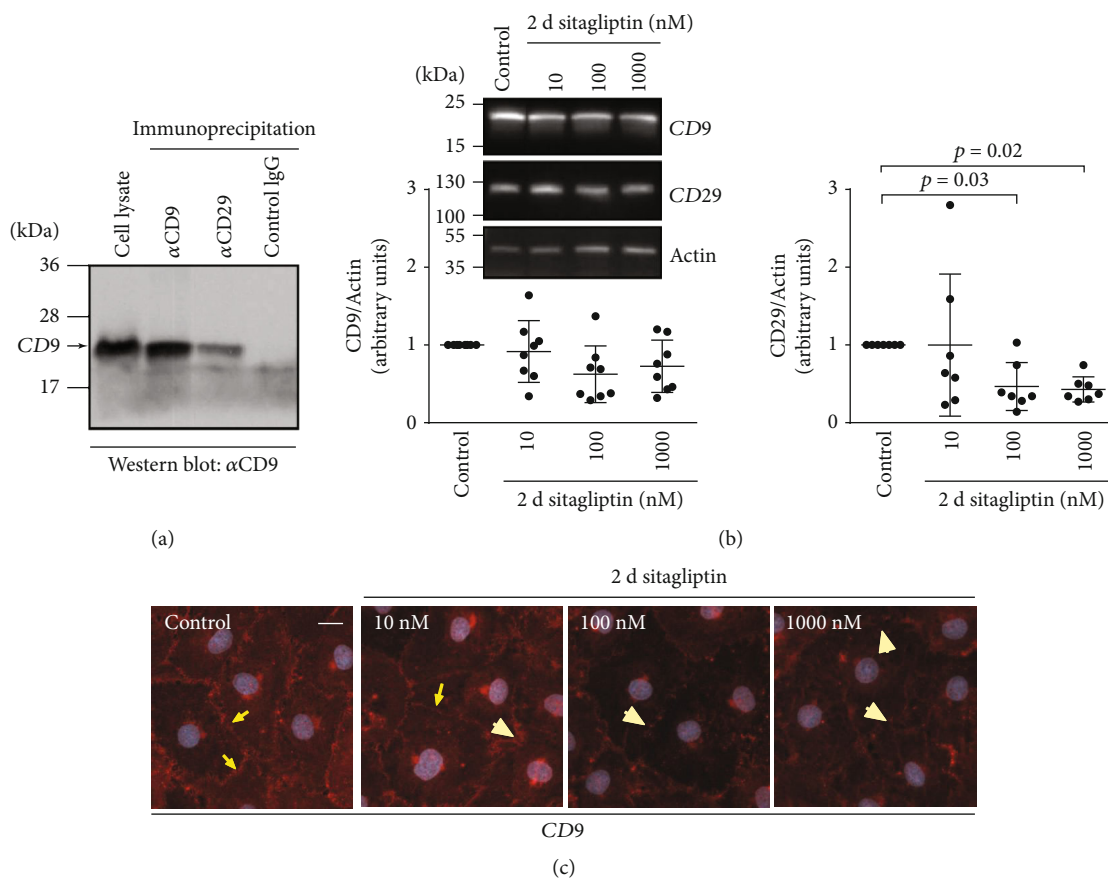 Immunoprecipitation
Cell lysate
αCD9
αCD29
Control IgG
(kDa)
36
28
CD9
17
Western blot: αCD9
(a)
2 d sitagliptin (nM)
Control
10
100
1000
(kDa)
25
15
CD9
130
100
CD29
55
35
Actin
3
2
1
0
CD9/Actin
(arbitrary units)
Control
10
100
1000
2 d sitagliptin (nM)
p = 0.02
p = 0.03
3
2
1
0
CD29/Actin
(arbitrary units)
Control
10
100
1000
2 d sitagliptin (nM)
(b)
2 d sitagliptin
Control
10 nM
100 nM
1000 nM
CD9
(c)